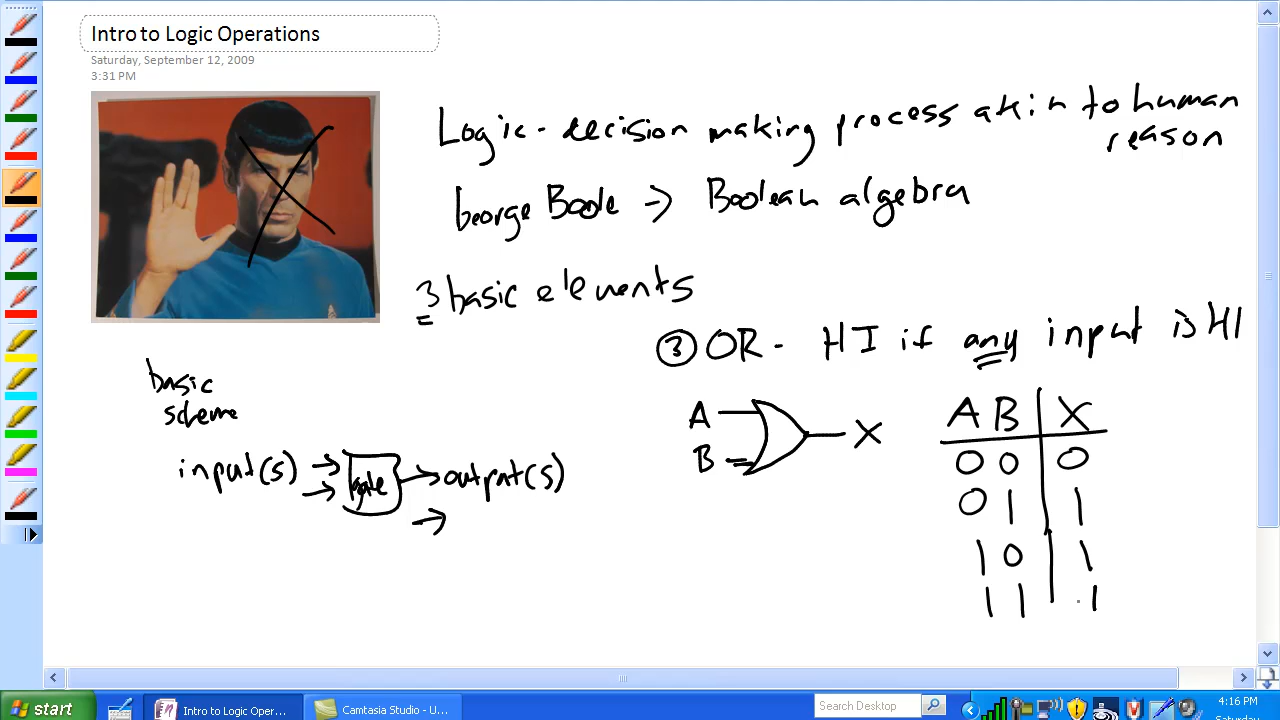 Intro to Logic Operations
Saturday, September 12, 2009
3:31 PM
Logic - decision making process akin to human
reason
George Boole → Boolean algebra
3 basic elements
③ OR - HI if any input is HI
basic
scheme
input(s) → gate → output(s)
A
B
X
A B X
0 0 0
0 1 1
1 0 1
1 1 1
start
Intro to Logic Oper...
Camtasia Studio - U...
Search Desktop
4:16 PM
Saturday